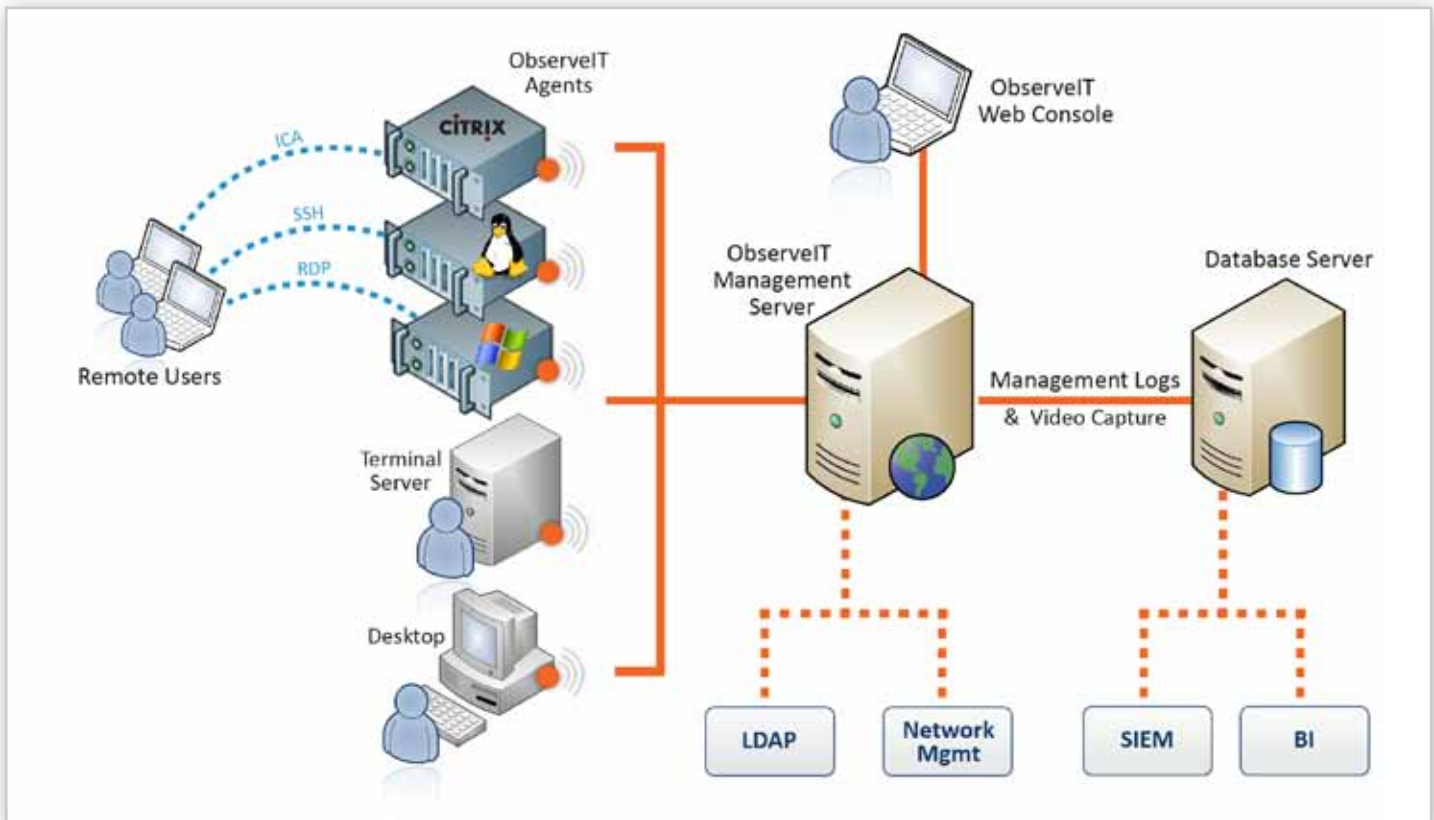 ObserveIT
Agents
CITRIX
ICA
SSH
RDP
Remote Users
Terminal
Server
Desktop
ObserveIT
Web Console
ObserveIT
Management
Server
Database Server
Management Logs
& Video Capture
LDAP
Network
Mgmt
SIEM
BI